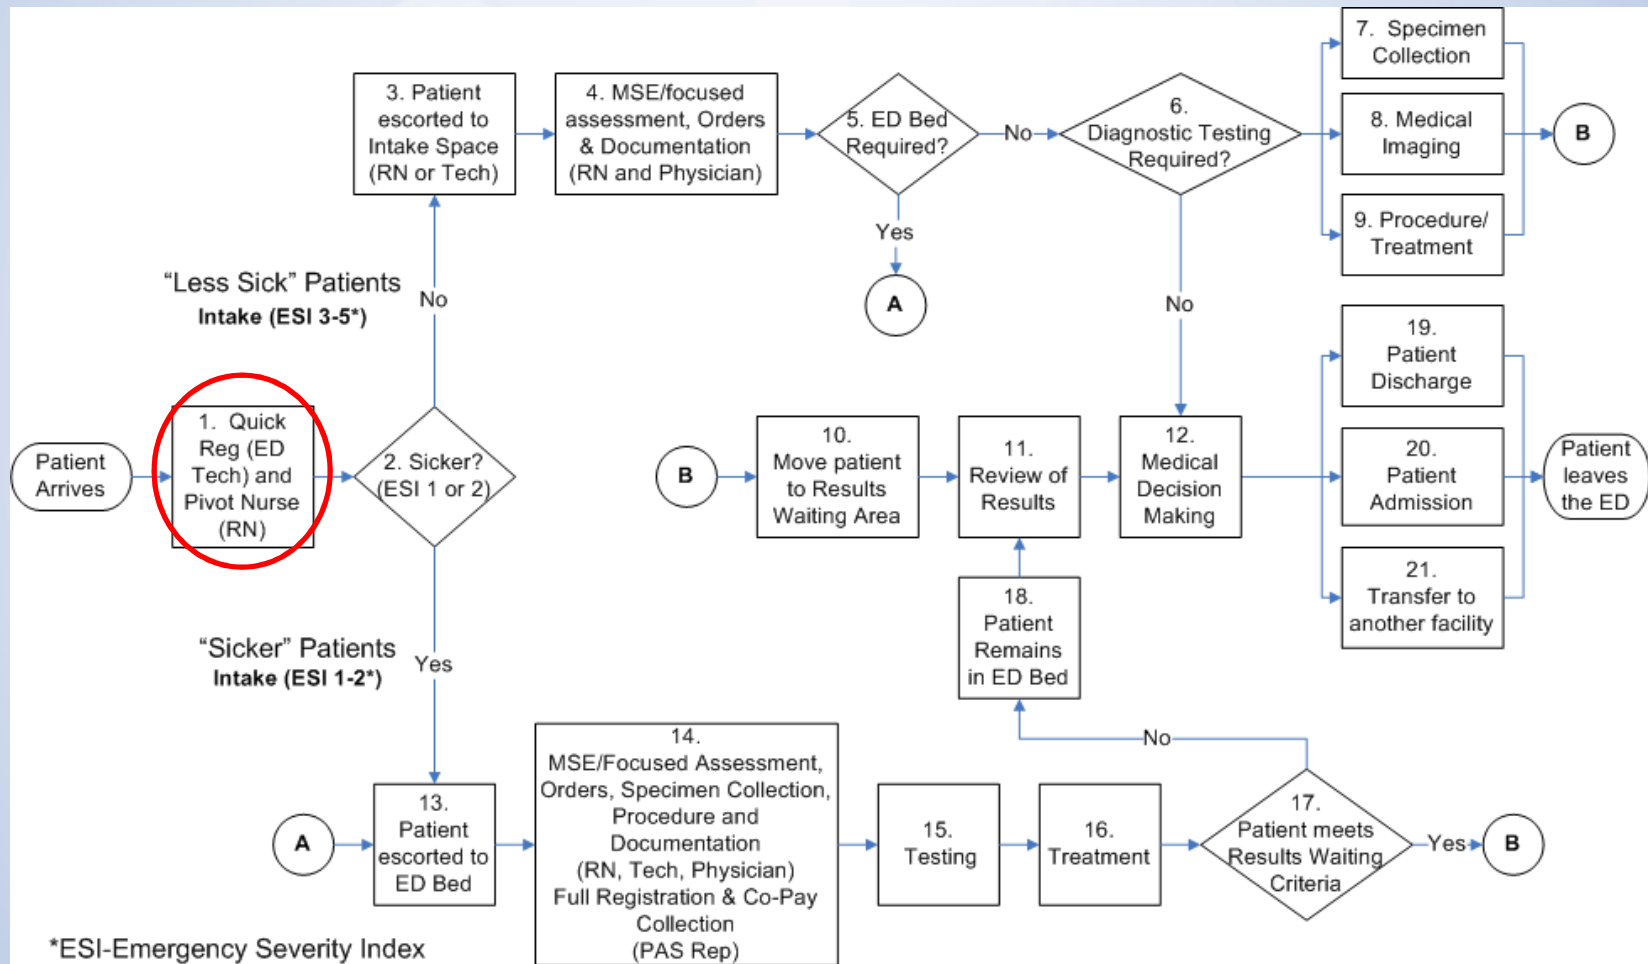 Patient
Arrives
1. Quick
Reg (ED
Tech) and
Pivot Nurse
(RN)
2. Sicker?
(ESI 1 or 2)
No
“Less Sick” Patients
Intake (ESI 3-5*)
3. Patient
escorted to
Intake Space
(RN or Tech)
4. MSE/focused
assessment, Orders
& Documentation
(RN and Physician)
5. ED Bed
Required?
Yes
A
No
6.
Diagnostic Testing
Required?
No
7. Specimen
Collection
8. Medical
Imaging
9. Procedure/
Treatment
B
B
10.
Move patient
to Results
Waiting Area
11.
Review of
Results
12.
Medical
Decision
Making
19.
Patient
Discharge
20.
Patient
Admission
21.
Transfer to
another facility
Patient
leaves
the ED
“Sicker” Patients
Intake (ESI 1-2*)
Yes
A
13.
Patient
escorted to
ED Bed
14.
MSE/Focused Assessment,
Orders, Specimen Collection,
Procedure and
Documentation
(RN, Tech, Physician)
Full Registration & Co-Pay
Collection
(PAS Rep)
15.
Testing
16.
Treatment
17.
Patient meets
Results Waiting
Criteria
No
18.
Patient
Remains
in ED Bed
Yes
B
*ESI-Emergency Severity Index